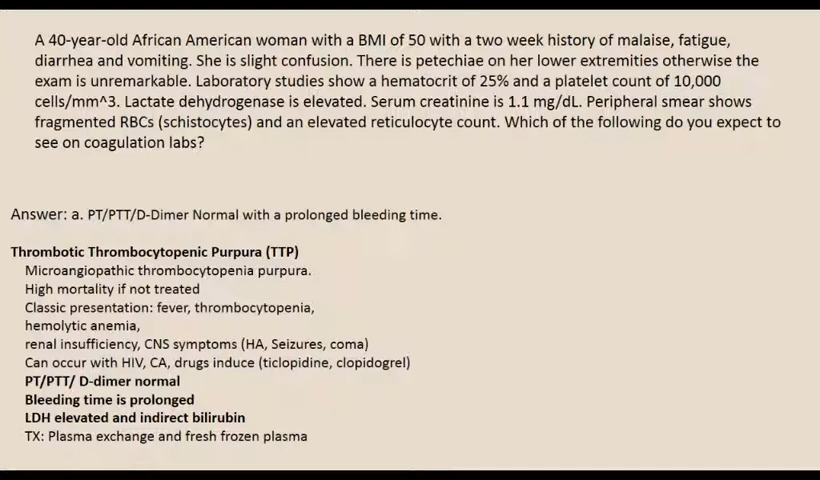 A 40-year-old African American woman with a BMI of 50 with a two week history of malaise, fatigue,
diarrhea and vomiting. She is slight confusion. There is petechiae on her lower extremities otherwise the
exam is unremarkable. Laboratory studies show a hematocrit of 25% and a platelet count of 10,000
cells/mm^3. Lactate dehydrogenase is elevated. Serum creatinine is 1.1 mg/dL. Peripheral smear shows
fragmented RBCs (schistocytes) and an elevated reticulocyte count. Which of the following do you expect to
see on coagulation labs?
Answer: a. PT/PTT/D-Dimer Normal with a prolonged bleeding time.
Thrombotic Thrombocytopenic Purpura (TTP)
Microangiopathic thrombocytopenia purpura.
High mortality if not treated
Classic presentation: fever, thrombocytopenia,
hemolytic anemia,
renal insufficiency, CNS symptoms (HA, Seizures, coma)
Can occur with HIV, CA, drugs induce (ticlopidine, clopidogrel)
PT/PTT/ D-dimer normal
Bleeding time is prolonged
LDH elevated and indirect bilirubin
TX: Plasma exchange and fresh frozen plasma